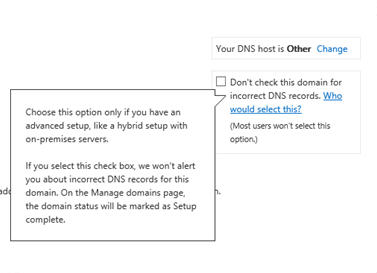 Your DNS host is Other Change
Don't check this domain for
incorrect DNS records. Who
would select this?
(Most users won't select this
option.)
Choose this option only if you have an
advanced setup, like a hybrid setup with
on-premises servers.
If you select this check box, we won't alert
you about incorrect DNS records for this
domain. On the Manage domains page,
the domain status will be marked as Setup
complete.